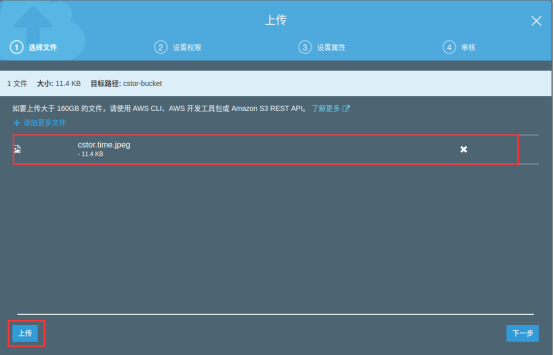 上传
1 选择文件
2 设置权限
3 设置属性
4 审核
1 文件 大小: 11.4 KB 目标路径: cstor-bucket
如要上传大于 160GB 的文件，请使用 AWS CLI、AWS 开发工具包或 Amazon S3 REST API。 了解更多
添加更多文件
cstor.time.jpeg
- 11.4 KB
上传
下一步